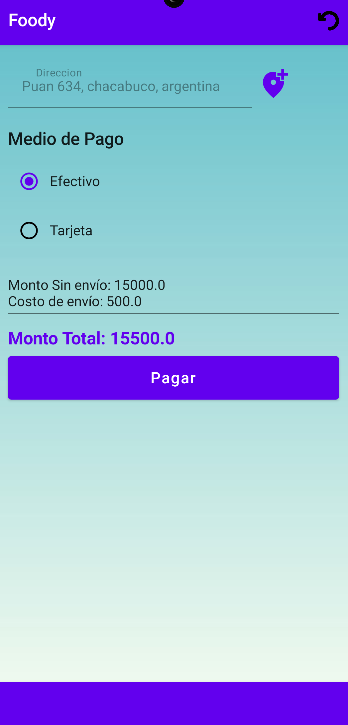 Foody
Direccion
Puan 634, chacabuco, argentina
Medio de Pago
Efectivo
Tarjeta
Monto Sin envío: 15000.0
Costo de envío: 500.0
Monto Total: 15500.0
Pagar